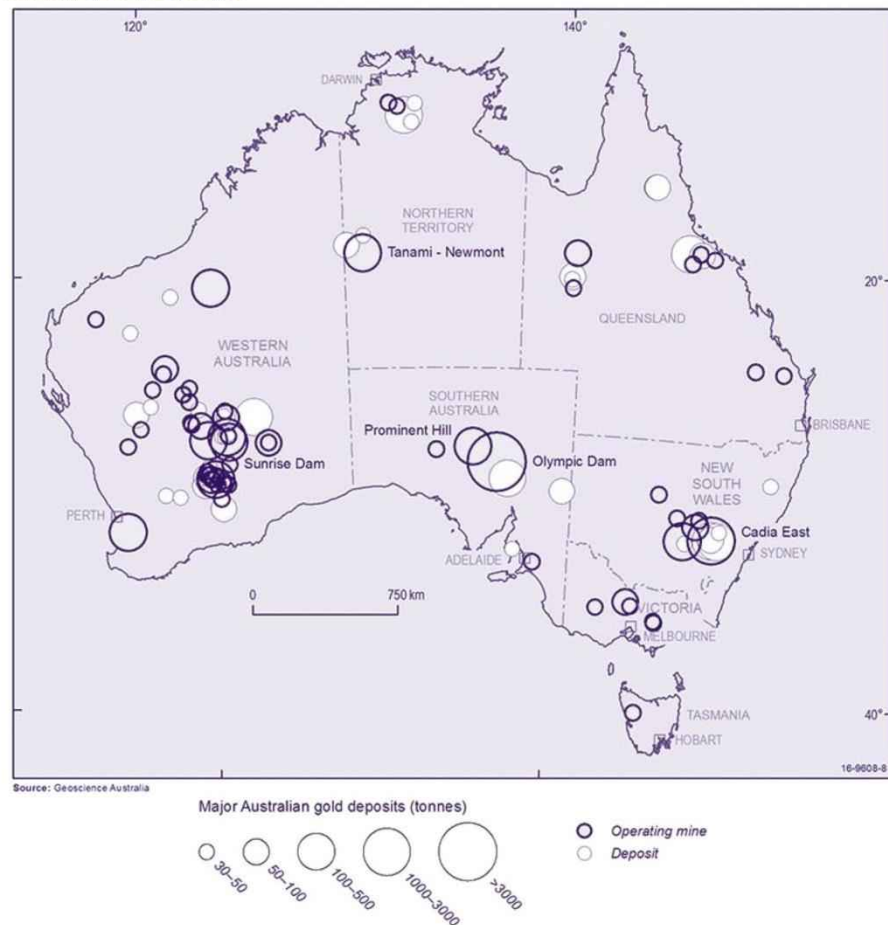 120°
140°
DARWIN
NORTHERN
TERRITORY
Tanami - Newmont
20°
QUEENSLAND
WESTERN
AUSTRALIA
SOUTHERN
AUSTRALIA
Prominent Hill
BRISBANE
Sunrise Dam
Olympic Dam
NEW
SOUTH
WALES
PERTH
Cadia East
ADELAIDE
SYDNEY
0
750 km
VICTORIA
MELBOURNE
TASMANIA
40°
HOBART
16-9608-8
Source: Geoscience Australia
Major Australian gold deposits (tonnes)
30–50
50–100
100–500
1000–3000
>3000
Operating mine
Deposit